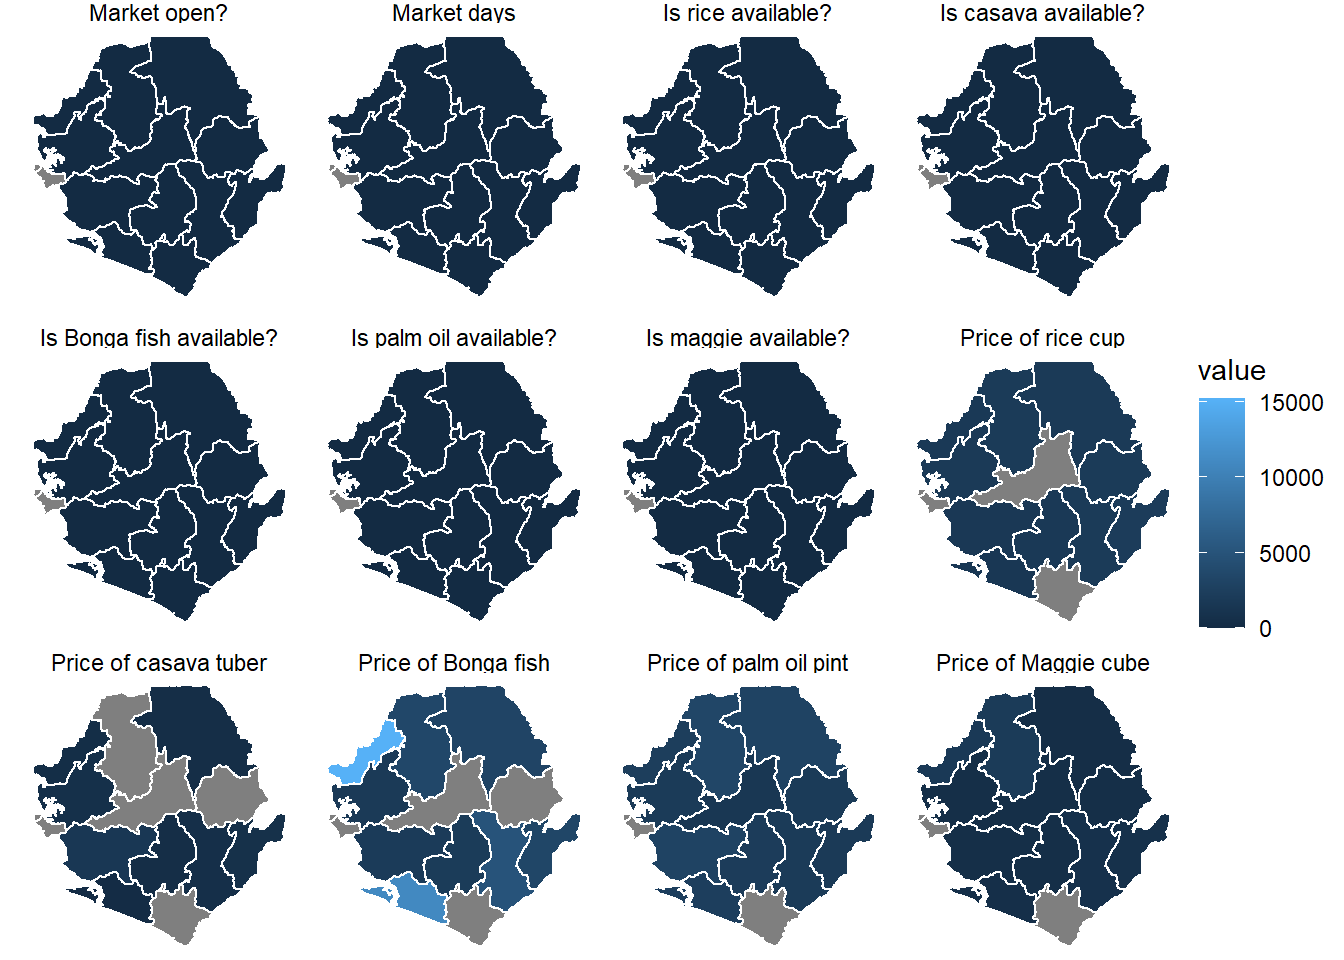 Market open?
Market days
Is rice available?
Is casava available?
Is Bonga fish available?
Is palm oil available?
Is maggie available?
Price of rice cup
value
15000
10000
5000
0
Price of casava tuber
Price of Bonga fish
Price of palm oil pint
Price of Maggie cube